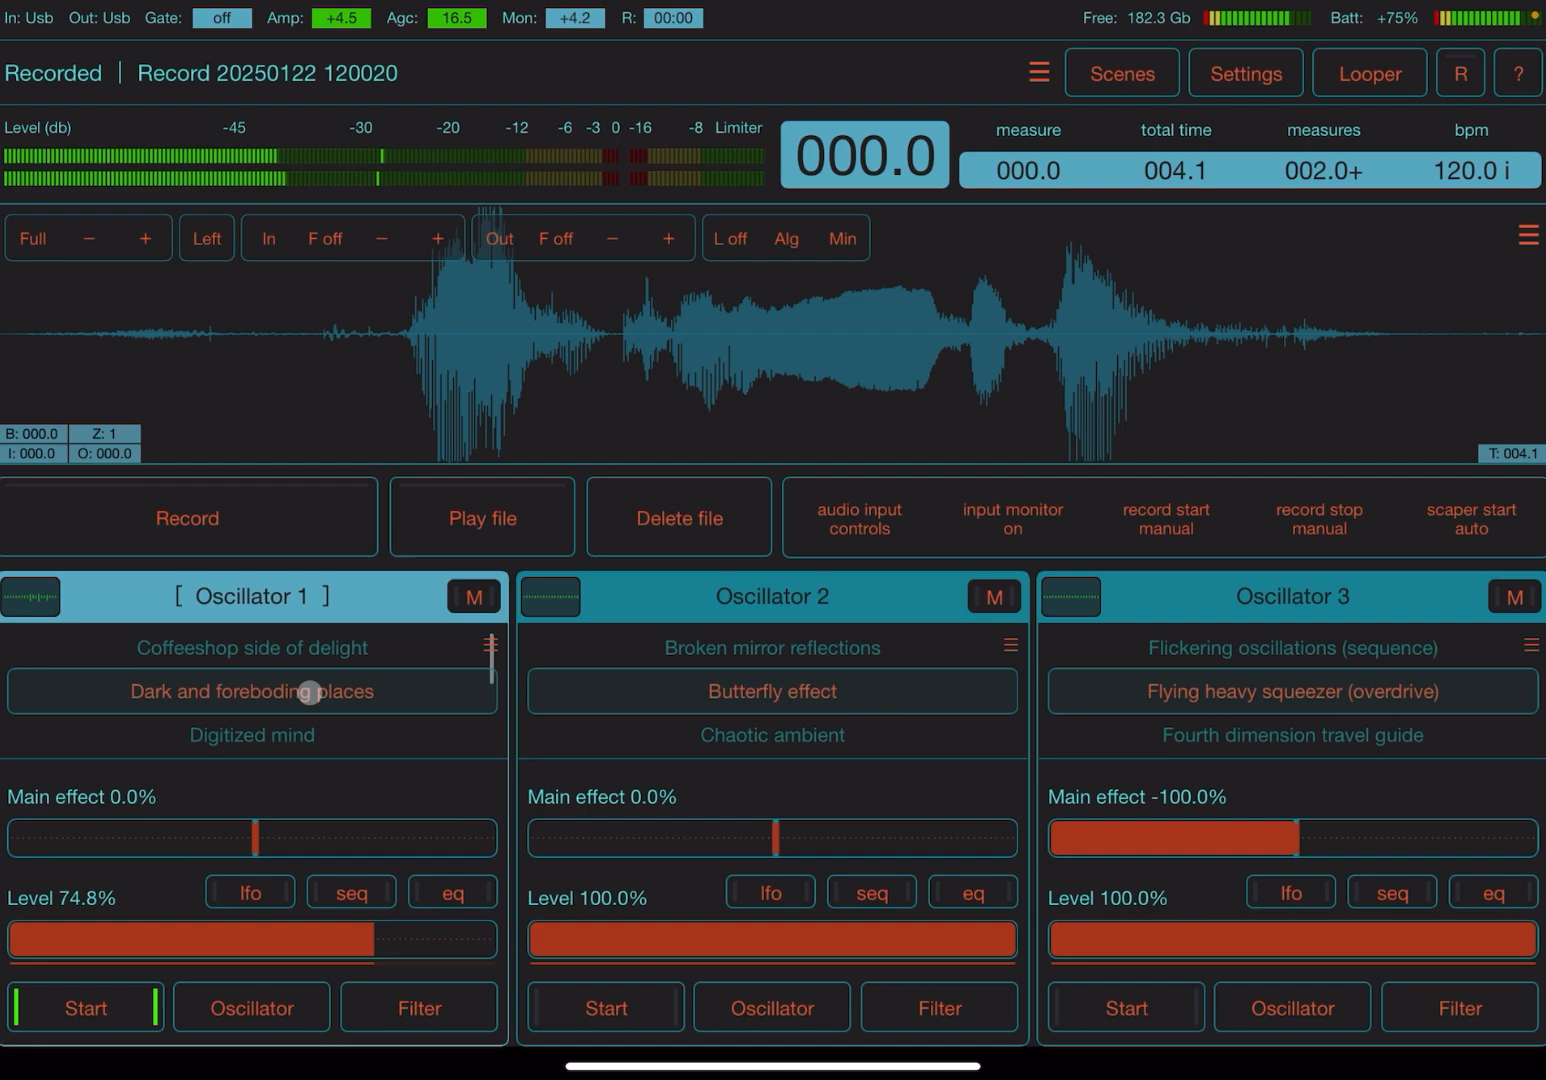 In: Usb Out: Usb Gate: off Amp: +4.5 Agc: 16.5 Mon: +4.2 R: 00:00 Free: 182.3 Gb Batt: +75%
Recorded | Record 20250122 120020 Scenes Settings Looper R ?
Level (db) -45 -30 -20 -12 -6 -3 0 -16 -8 Limiter
000.0
measure total time measures bpm
000.0 004.1 002.0+ 120.0 i
Full − + Left In F off − + Out F off − + L off Alg Min
B: 000.0 Z: 1
I: 000.0 O: 000.0 T: 004.1
Record Play file Delete file
audio input controls
input monitor on
record start manual
record stop manual
scaper start auto
[ Oscillator 1 ] M
Coffeeshop side of delight
Dark and foreboding places
Digitized mind
Main effect 0.0%
Level 74.8% lfo seq eq
Start Oscillator Filter
Oscillator 2 M
Broken mirror reflections
Butterfly effect
Chaotic ambient
Main effect 0.0%
Level 100.0% lfo seq eq
Start Oscillator Filter
Oscillator 3 M
Flickering oscillations (sequence)
Flying heavy squeezer (overdrive)
Fourth dimension travel guide
Main effect -100.0%
Level 100.0% lfo seq eq
Start Oscillator Filter